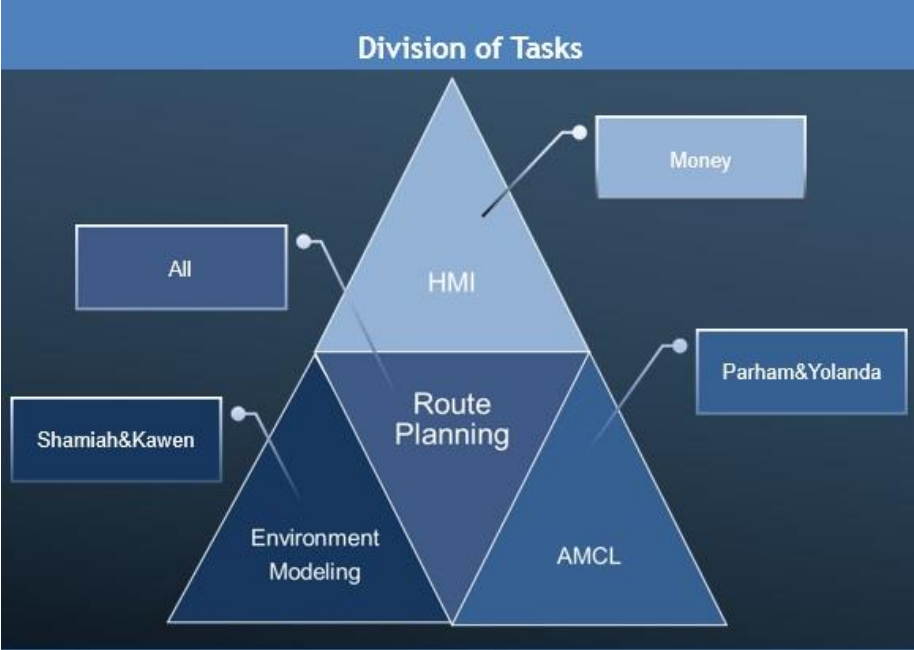 Division of Tasks
Money
All
HMI
Parham&Yolanda
Route
Planning
Shamiah&Kawen
Environment
Modeling
AMCL